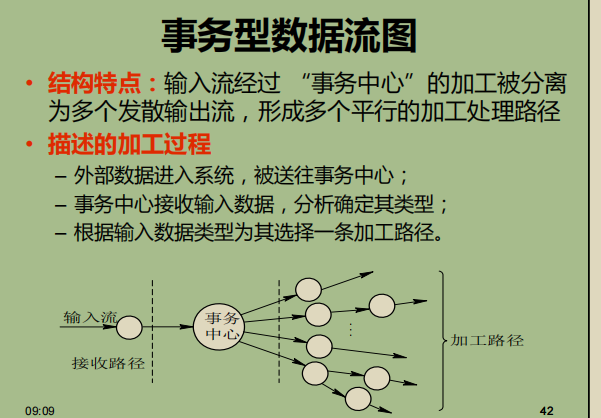 事务型数据流图
• 结构特点：输入流经过 “事务中心”的加工被分离
为多个发散输出流，形成多个平行的加工处理路径
• 描述的加工过程
– 外部数据进入系统，被送往事务中心；
– 事务中心接收输入数据，分析确定其类型；
– 根据输入数据类型为其选择一条加工路径。
输入流
接收路径
事务
中心
⋮
加工路径
09:09
42